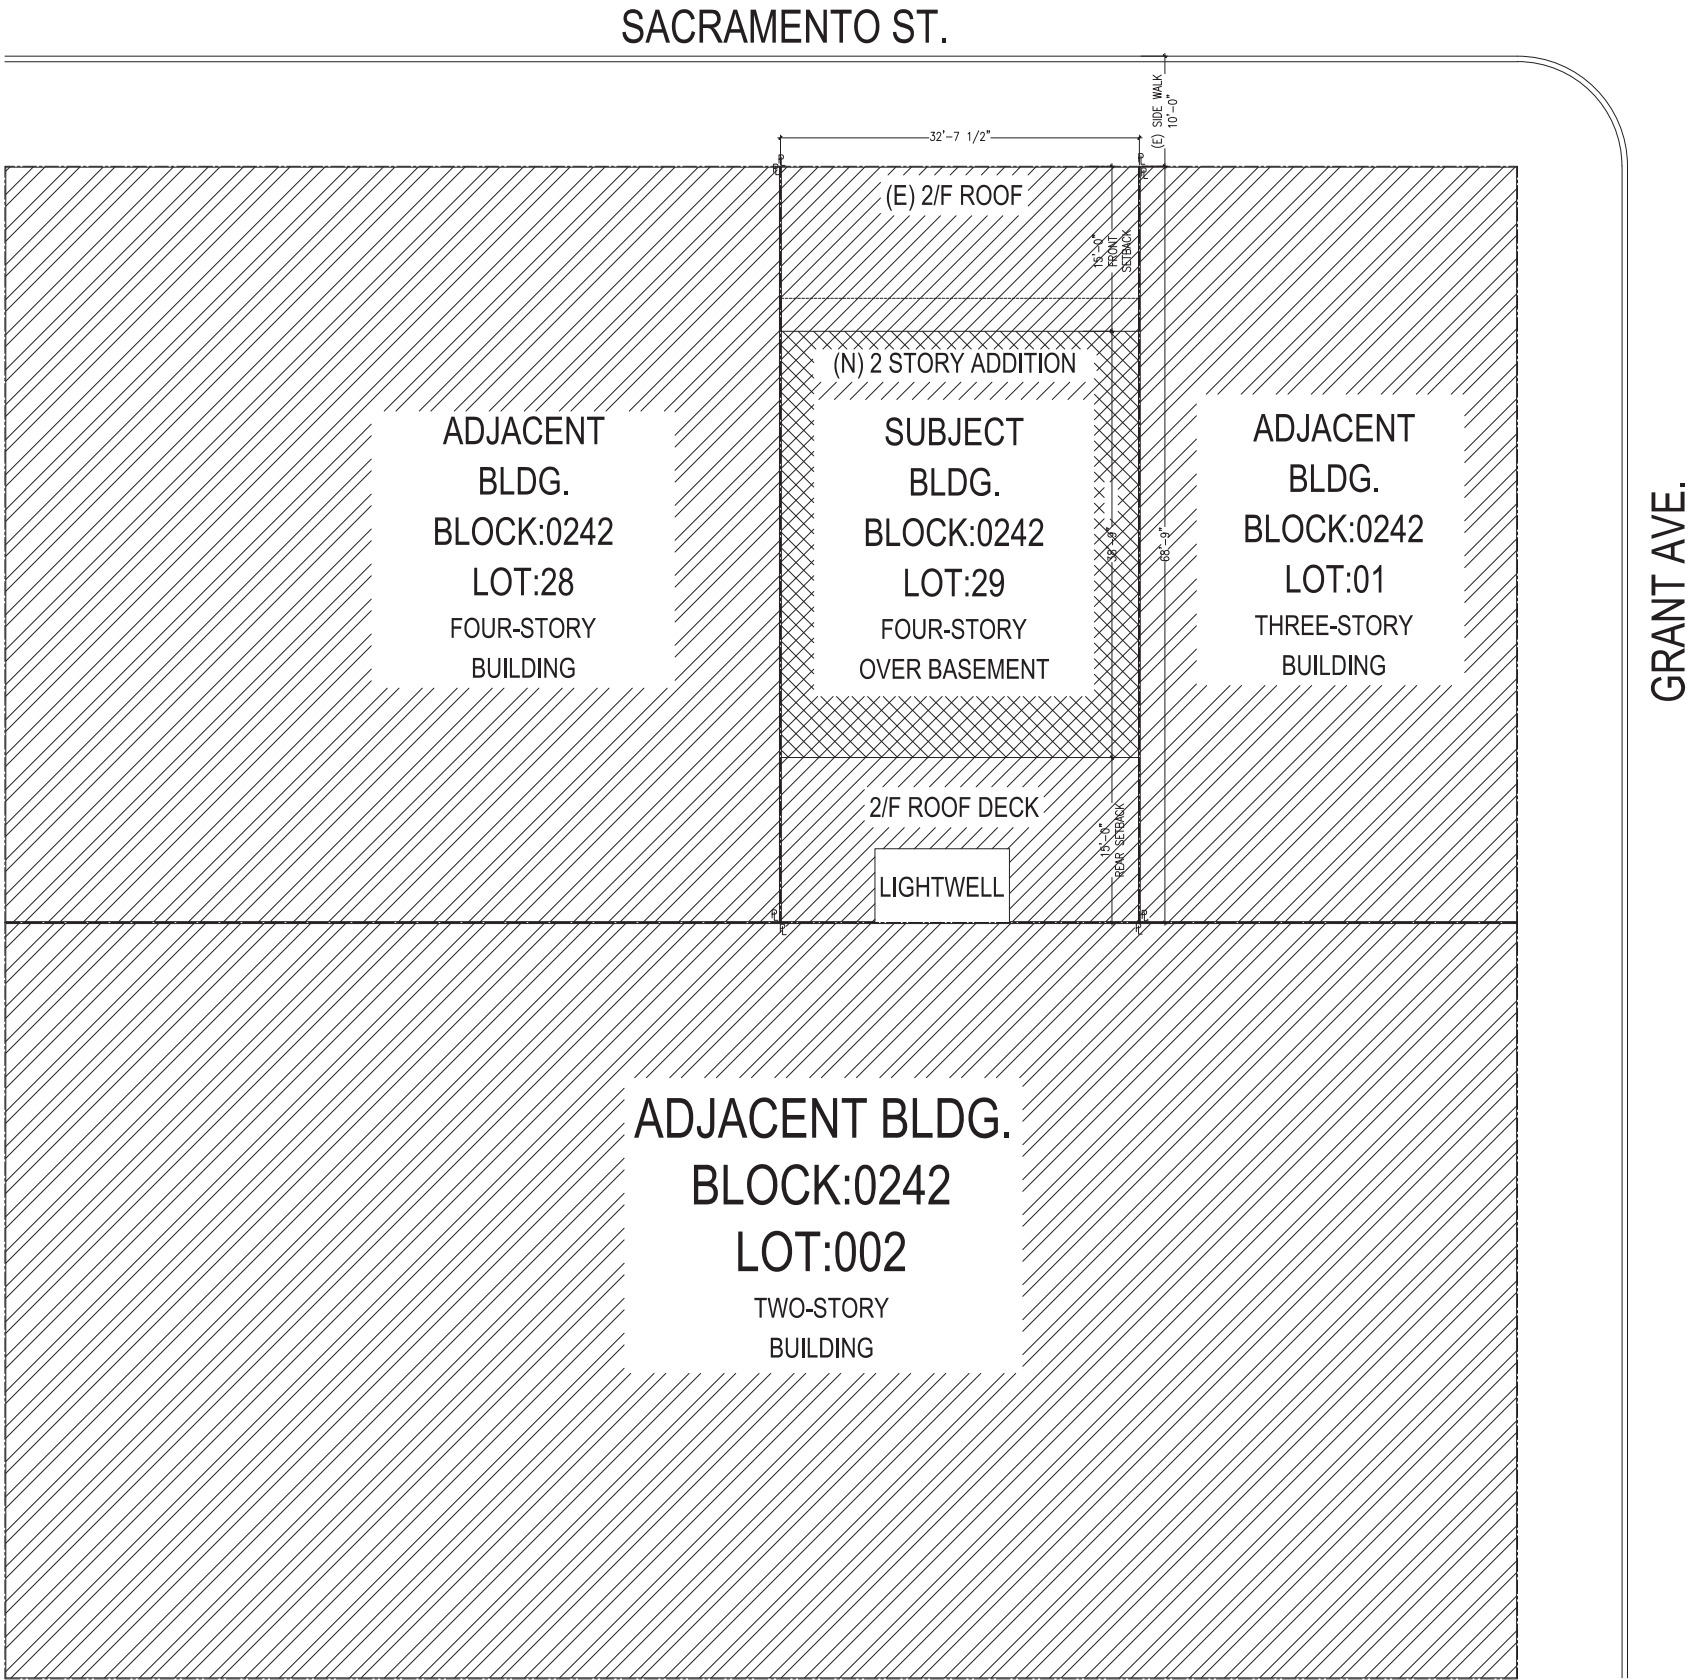 SACRAMENTO ST.
(E) SIDE WALK
10'-0"
32'-7 1/2"
(E) 2/F ROOF
15'-0"
FRONT
SETBACK
(N) 2 STORY ADDITION
ADJACENT
BLDG.
BLOCK:0242
LOT:28
FOUR-STORY
BUILDING
SUBJECT
BLDG.
BLOCK:0242
LOT:29
FOUR-STORY
OVER BASEMENT
38'-9"
68'-9"
ADJACENT
BLDG.
BLOCK:0242
LOT:01
THREE-STORY
BUILDING
GRANT AVE.
2/F ROOF DECK
15'-0"
REAR SETBACK
LIGHTWELL
ADJACENT BLDG.
BLOCK:0242
LOT:002
TWO-STORY
BUILDING